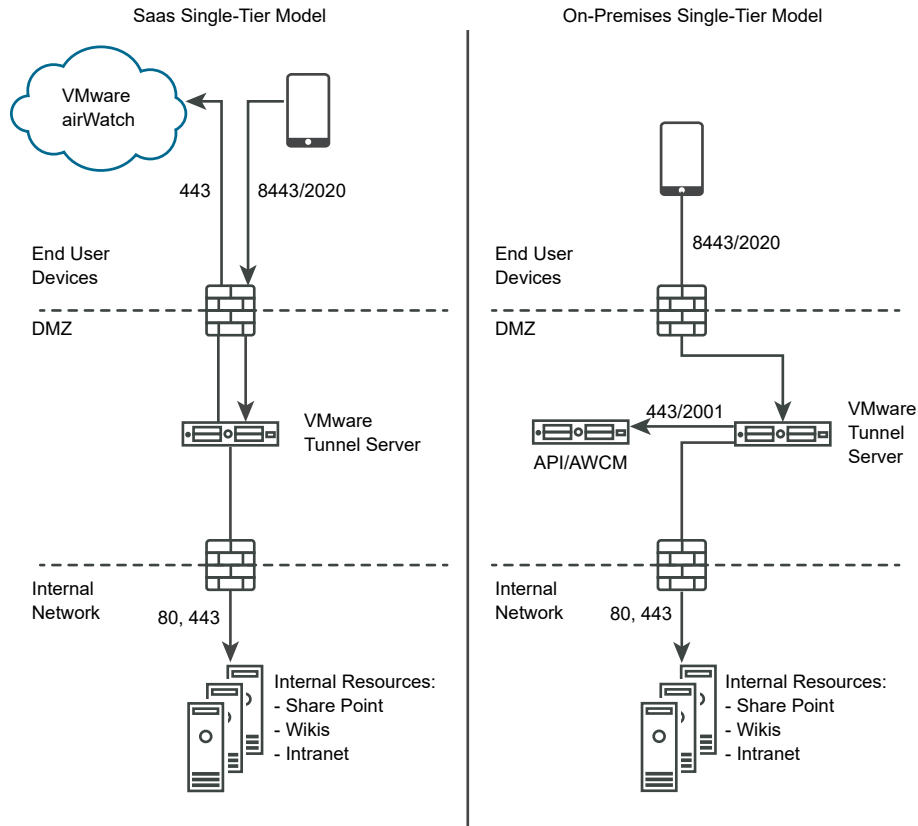 Saas Single-Tier Model
VMware
airWatch
443
8443/2020
End User
Devices
DMZ
VMware
Tunnel Server
Internal
Network
80, 443
Internal Resources:
- Share Point
- Wikis
- Intranet
On-Premises Single-Tier Model
8443/2020
End User
Devices
DMZ
443/2001
API/AWCM
VMware
Tunnel
Server
Internal
Network
80, 443
Internal Resources:
- Share Point
- Wikis
- Intranet